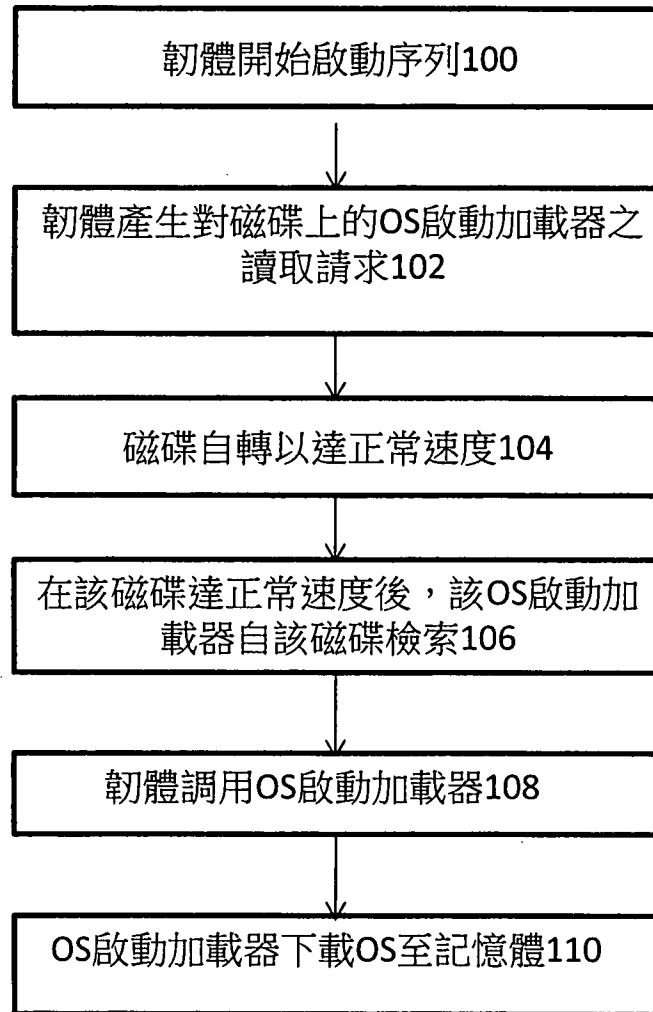 韌體開始啟動序列100
韌體產生對磁碟上的OS啟動加載器之
讀取請求102
磁碟自轉以達正常速度104
在該磁碟達正常速度後，該OS啟動加
載器自該磁碟檢索106
韌體調用OS啟動加載器108
OS啟動加載器下載OS至記憶體110